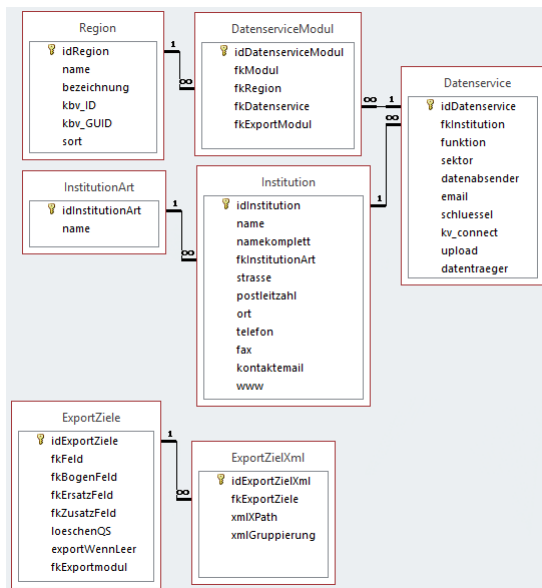 Region
idRegion
name
bezeichnung
kbv_ID
kbv_GUID
sort
1
∞
DatenserviceModul
idDatenserviceModul
fkModul
fkRegion
fkDatenservice
fkExportModul
∞
1
∞
Datenservice
idDatenservice
fkInstitution
funktion
sektor
datenabsender
email
schluessel
kv_connect
upload
datentraeger
InstitutionArt
idInstitutionArt
name
1
∞
Institution
idInstitution
name
namekomplett
fkInstitutionArt
strasse
postleitzahl
ort
telefon
fax
kontaktemail
www
1
ExportZiele
idExportZiele
fkFeld
fkBogenFeld
fkErsatzFeld
fkZusatzFeld
loeschenQS
exportWennLeer
fkExportmodul
1
∞
ExportZielXml
idExportZielXml
fkExportZiele
xmlXPath
xmlGruppierung